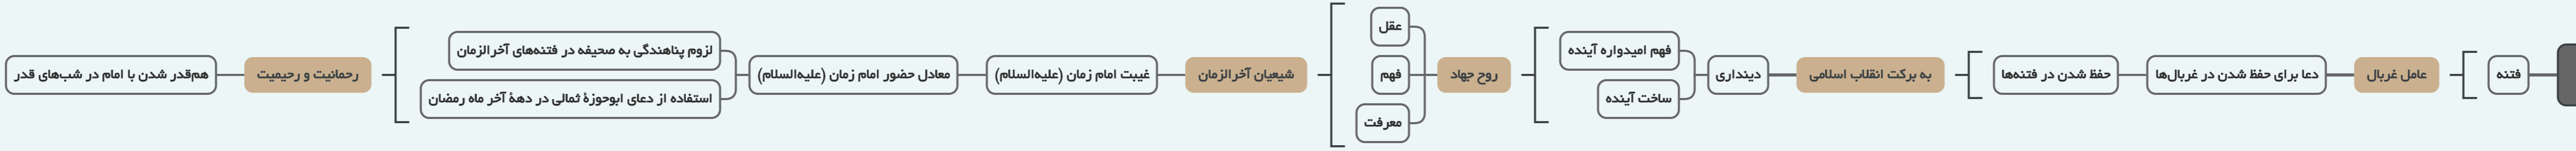 فتنه
عامل غربال
دعا برای حفظ شدن در غربال‌ها
حفظ شدن در فتنه‌ها
به برکت انقلاب اسلامی
دینداری
فهم امیدواره آینده
ساخت آینده
روح جهاد
عقل
فهم
معرفت
شیعیان آخرالزمان
غیبت امام زمان (علیه‌السلام)
معادل حضور امام زمان (علیه‌السلام)
لزوم پناهندگی به صحیفه در فتنه‌های آخرالزمان
استفاده از دعای ابوحوزهٔ ثمالی در دههٔ آخر ماه رمضان
رحمانیت و رحیمیت
هم‌قدر شدن با امام در شب‌های قدر